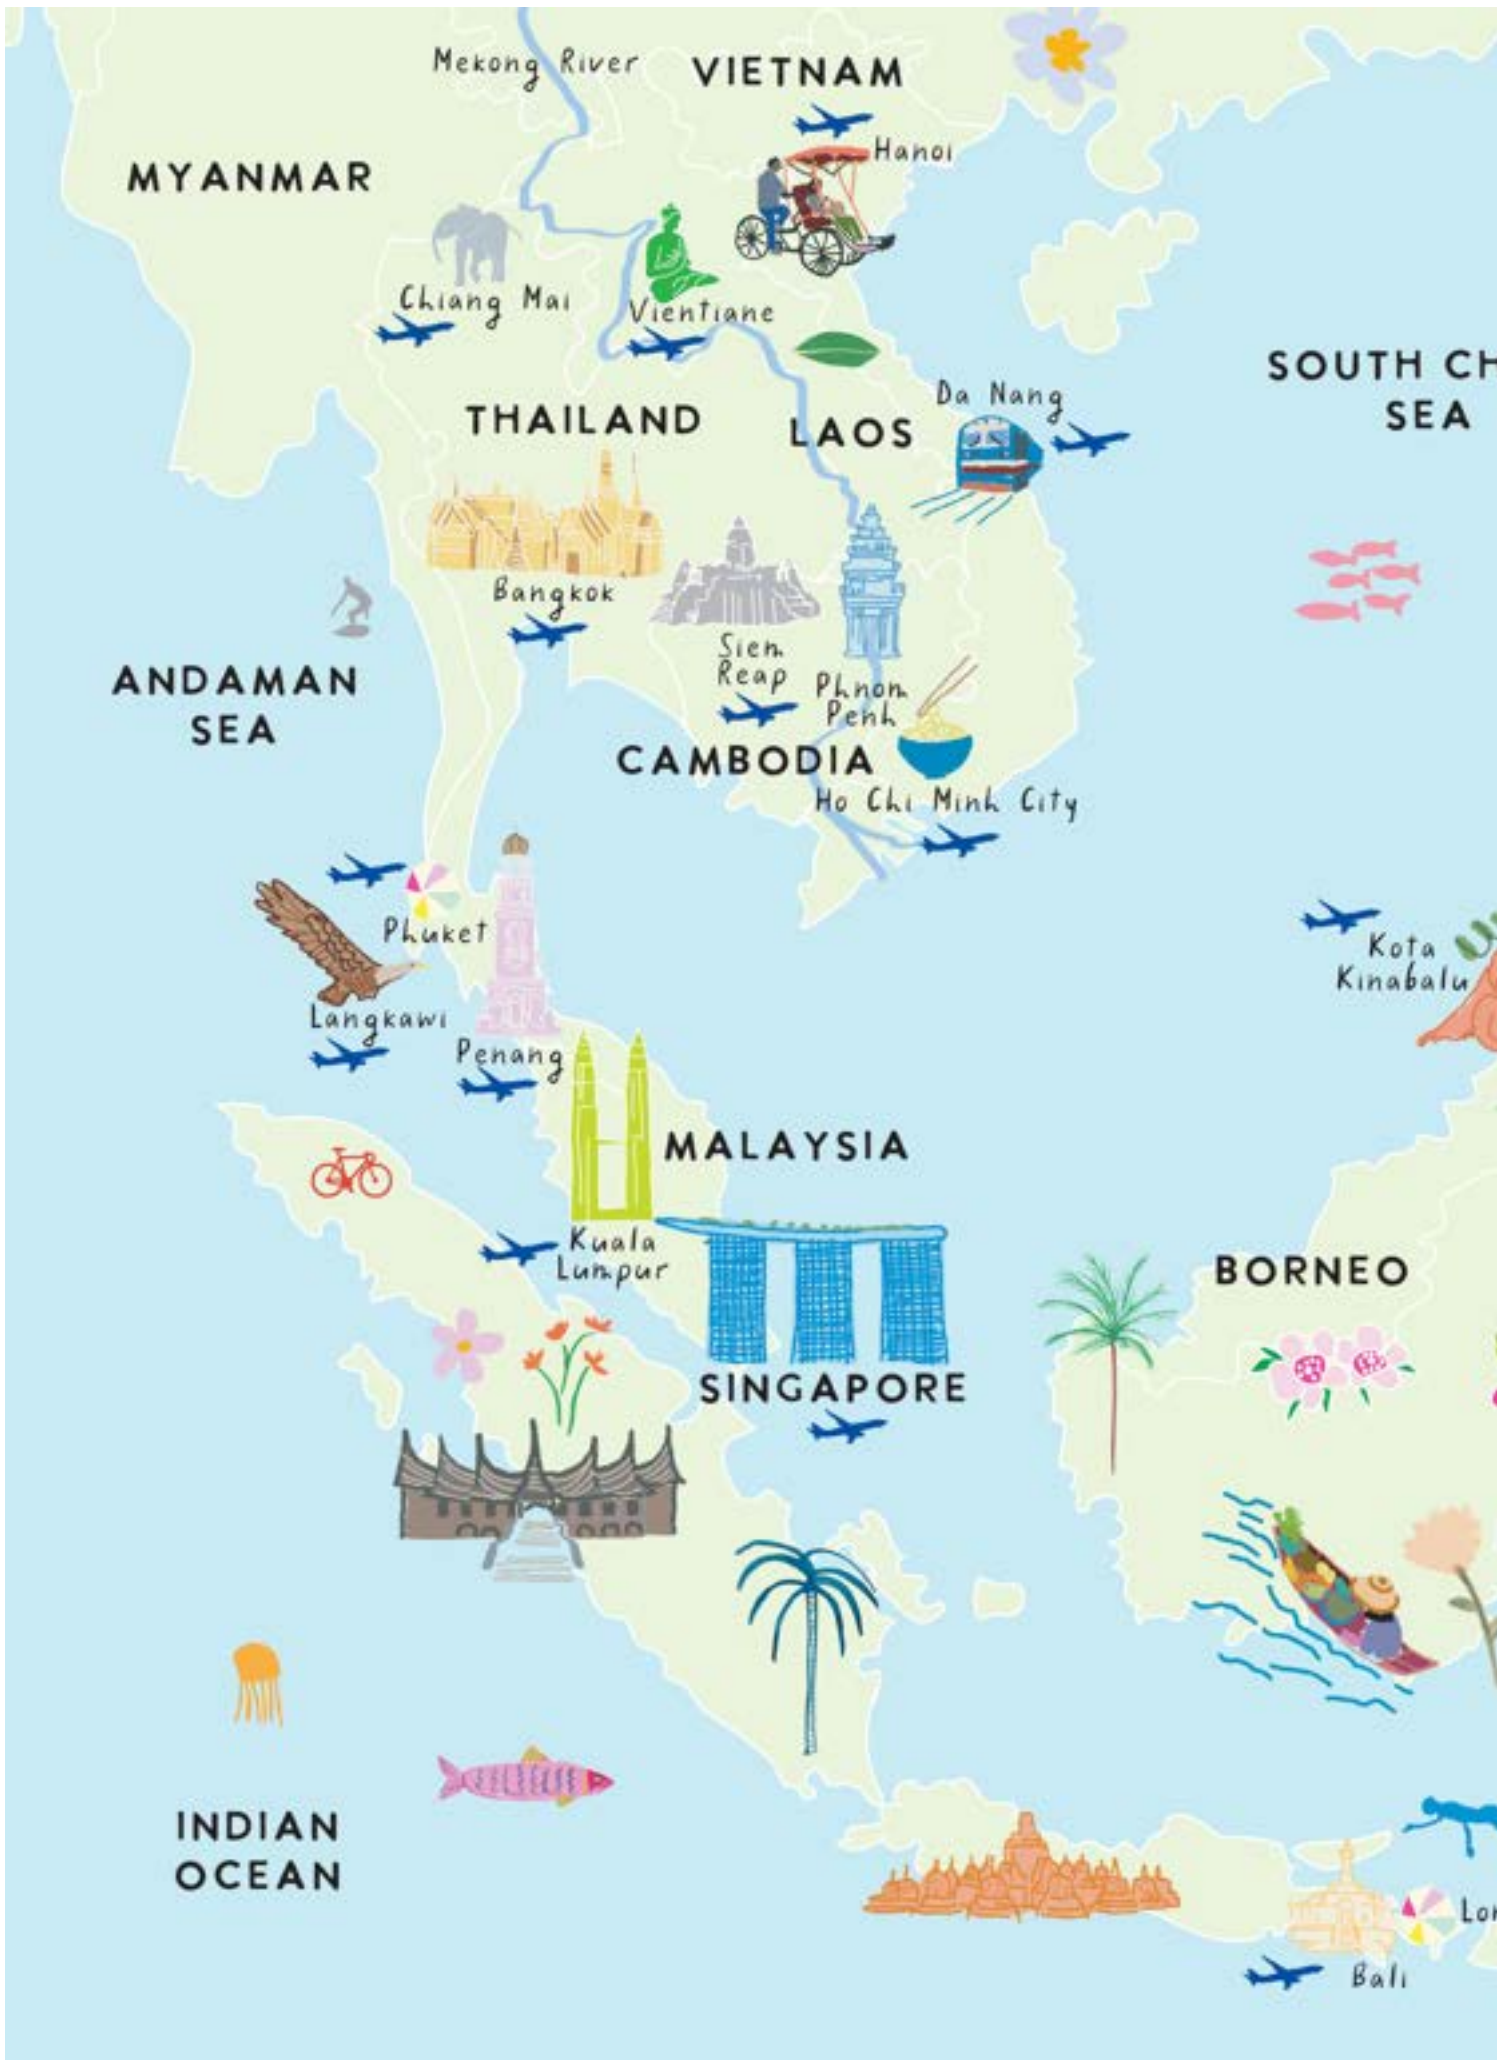 Mekong River
VIETNAM
Hanoi
MYANMAR
Chiang Mai
Vientiane
SOUTH CH
SEA
Da Nang
THAILAND
LAOS
Bangkok
Siem
Reap
Phnom
Penh
ANDAMAN
SEA
CAMBODIA
Ho Chi Minh City
Phuket
Kota
Kinabalu
Langkawi
Penang
MALAYSIA
Kuala
Lumpur
BORNEO
SINGAPORE
INDIAN
OCEAN
Lom
Bali